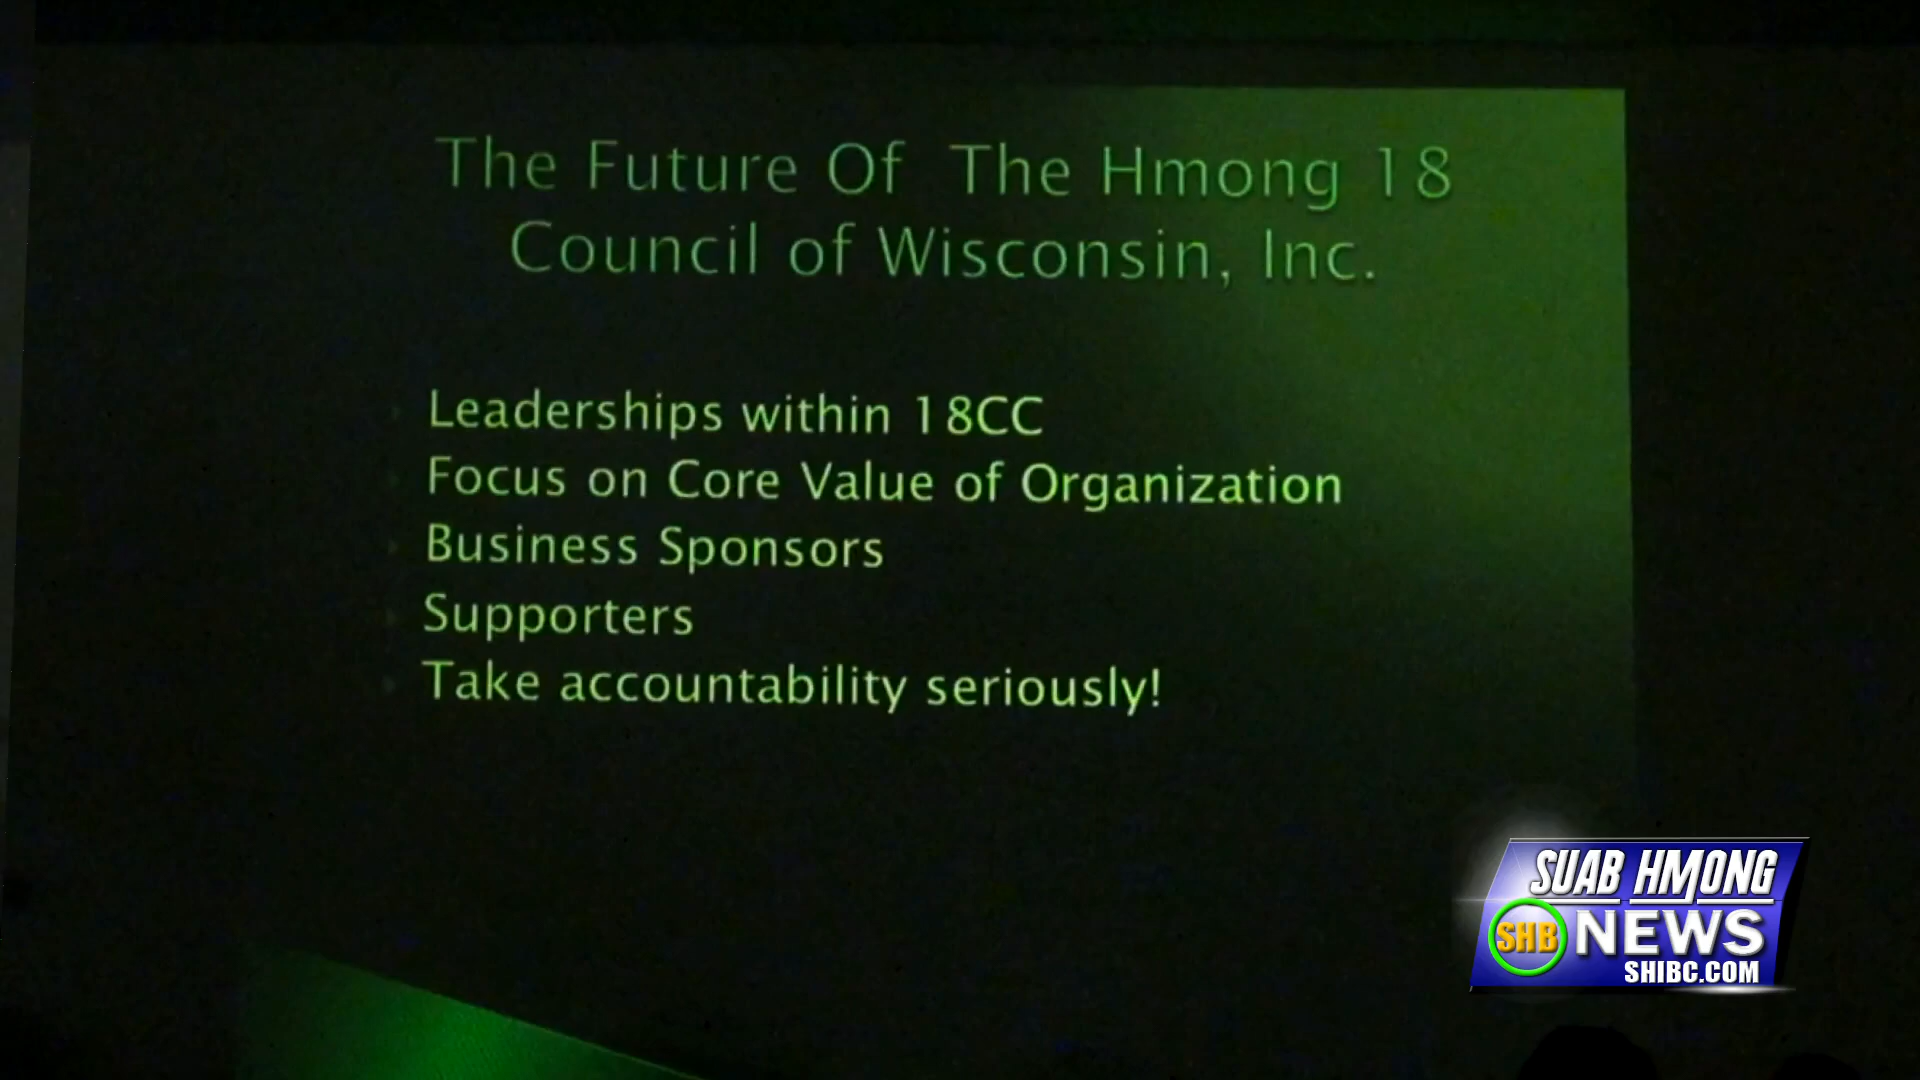 The Future Of The Hmong 18
Council of Wisconsin, Inc.
Leaderships within 18CC
Focus on Core Value of Organization
Business Sponsors
Supporters
Take accountability seriously!
SUAB HMONG
SHB NEWS
SHIBC.COM